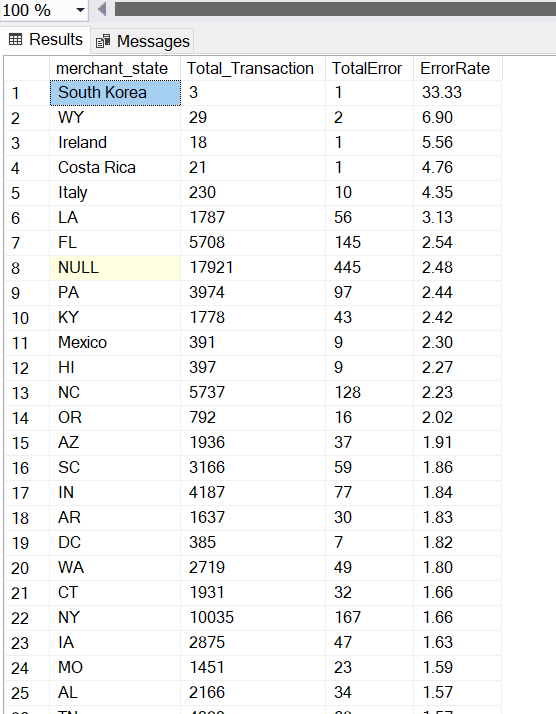 100 %
Results Messages
merchant_state Total_Transaction TotalError ErrorRate
1 South Korea 3 1 33.33
2 WY 29 2 6.90
3 Ireland 18 1 5.56
4 Costa Rica 21 1 4.76
5 Italy 230 10 4.35
6 LA 1787 56 3.13
7 FL 5708 145 2.54
8 NULL 17921 445 2.48
9 PA 3974 97 2.44
10 KY 1778 43 2.42
11 Mexico 391 9 2.30
12 HI 397 9 2.27
13 NC 5737 128 2.23
14 OR 792 16 2.02
15 AZ 1936 37 1.91
16 SC 3166 59 1.86
17 IN 4187 77 1.84
18 AR 1637 30 1.83
19 DC 385 7 1.82
20 WA 2719 49 1.80
21 CT 1931 32 1.66
22 NY 10035 167 1.66
23 IA 2875 47 1.63
24 MO 1451 23 1.59
25 AL 2166 34 1.57